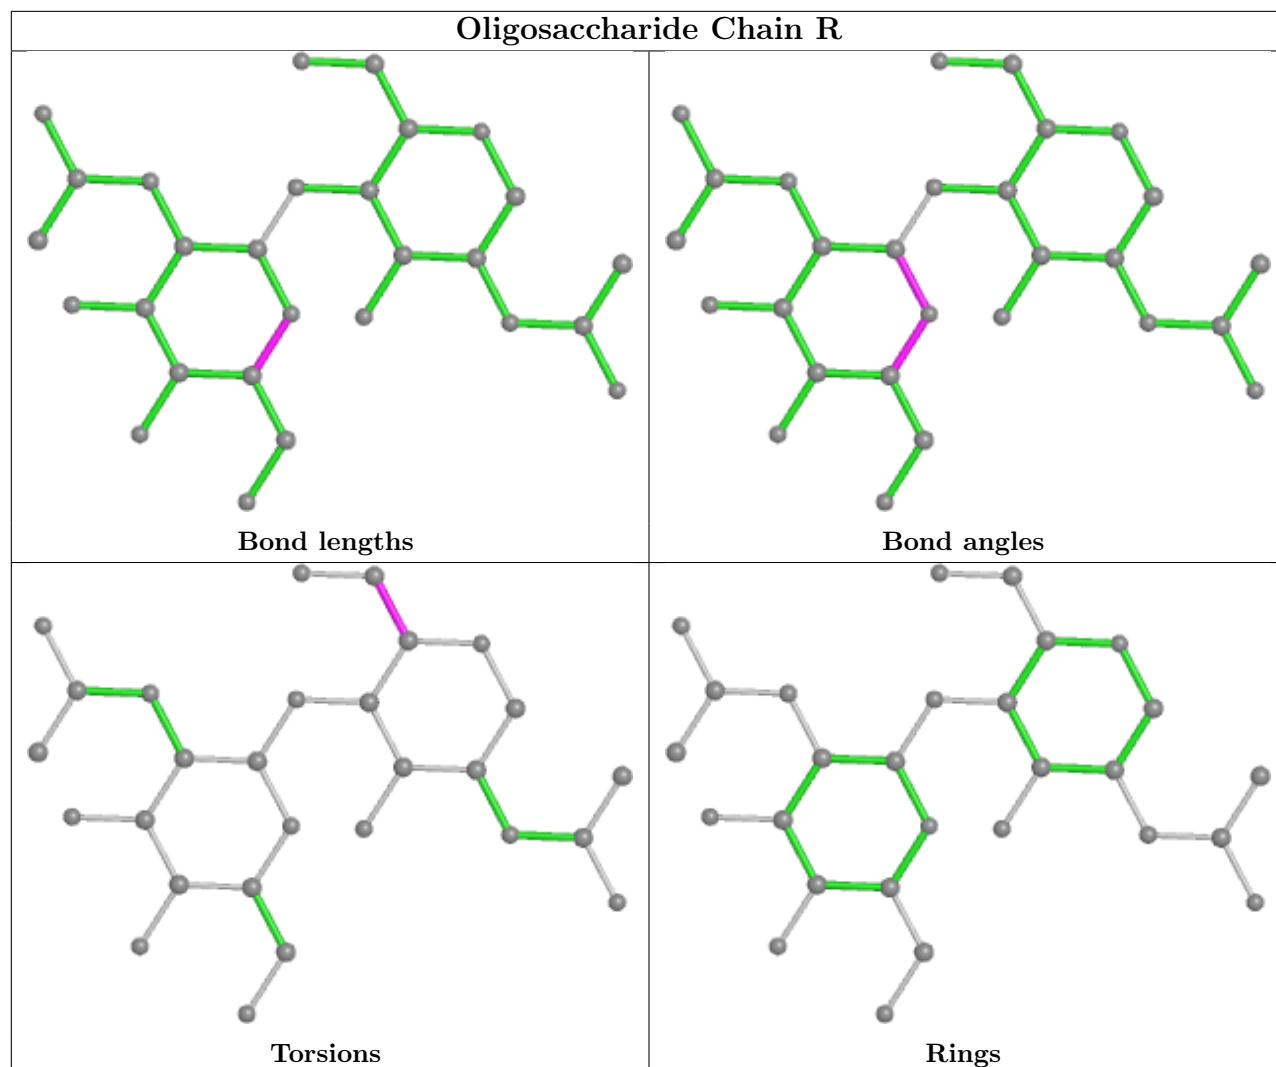 Oligosaccharide Chain R
Bond lengths
Bond angles
Torsions
Rings